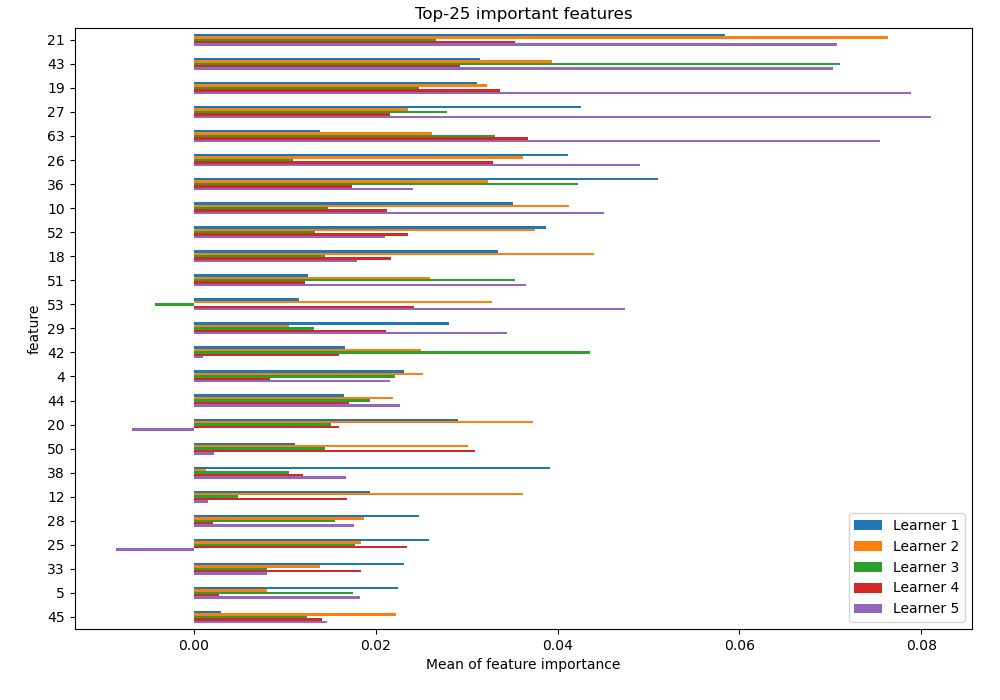 Top-25 important features
21
43
19
27
63
26
36
10
52
18
51
53
29
42
4
44
20
50
38
12
28
25
33
5
45
feature
Learner 1
Learner 2
Learner 3
Learner 4
Learner 5
0.00 0.02 0.04 0.06 0.08
Mean of feature importance